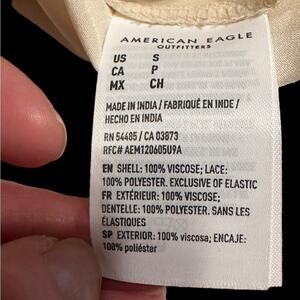 AMERICAN EAGLE
OUTFITTERS
US S
CA P
MX CH
MADE IN INDIA / FABRIQUÉ EN INDE /
HECHO EN INDIA
RN 54485 / CA 03873
RFC# AEM120605U9A
EN SHELL: 100% VISCOSE; LACE:
100% POLYESTER. EXCLUSIVE OF ELASTIC
FR EXTÉRIEUR: 100% VISCOSE;
DENTELLE: 100% POLYESTER. SANS LES
ÉLASTIQUES
SP EXTERIOR: 100% viscosa; ENCAJE:
100% poliéster